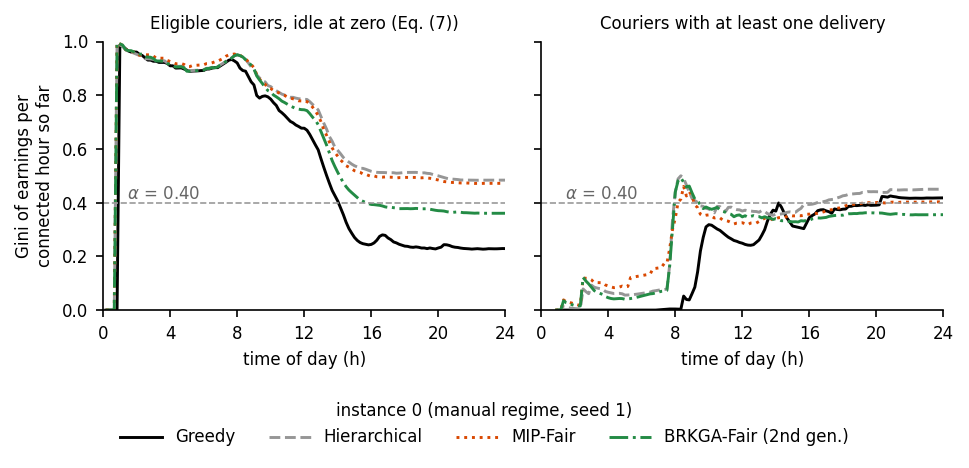 Eligible couriers, idle at zero (Eq. (7))
Couriers with at least one delivery
Gini of earnings per
connected hour so far
1.0
0.8
0.6
0.4
0.2
0.0
α = 0.40
α = 0.40
0 4 8 12 16 20 24
0 4 8 12 16 20 24
time of day (h)
time of day (h)
instance 0 (manual regime, seed 1)
Greedy Hierarchical MIP-Fair BRKGA-Fair (2nd gen.)